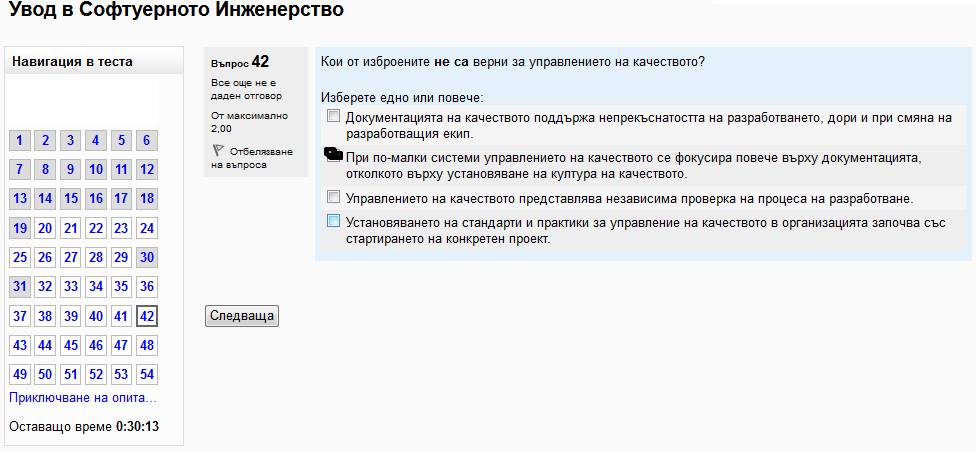 Увод в Софтуерното Инженерство
Навигация в теста
1 2 3 4 5 6
7 8 9 10 11 12
13 14 15 16 17 18
19 20 21 22 23 24
25 26 27 28 29 30
31 32 33 34 35 36
37 38 39 40 41 42
43 44 45 46 47 48
49 50 51 52 53 54
Приключване на опита...
Оставащо време 0:30:13
Въпрос 42
Все още не е
даден отговор
От максимално
2,00
Отбелязване
на въпроса
Кои от изброените не са верни за управлението на качеството?
Изберете едно или повече:
Документацията на качеството поддържа непрекъснатостта на разработването, дори и при смяна на
разработващия екип.
При по-малки системи управлението на качеството се фокусира повече върху документацията,
отколкото върху установяване на култура на качеството.
Управлението на качеството представлява независима проверка на процеса на разработване.
Установяването на стандарти и практики за управление на качеството в организацията започва със
стартирането на конкретен проект.
Следваща